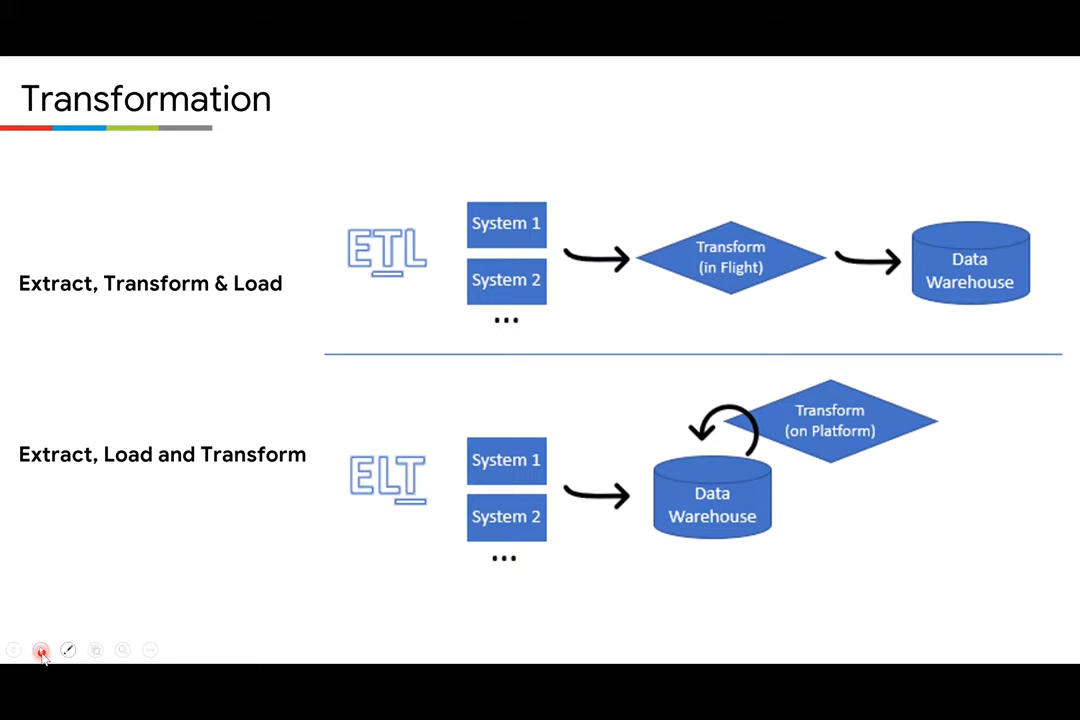 Transformation
Extract, Transform & Load
ETL
System 1
System 2
...
Transform
(in Flight)
Data
Warehouse
Extract, Load and Transform
ELT
System 1
System 2
...
Transform
(on Platform)
Data
Warehouse